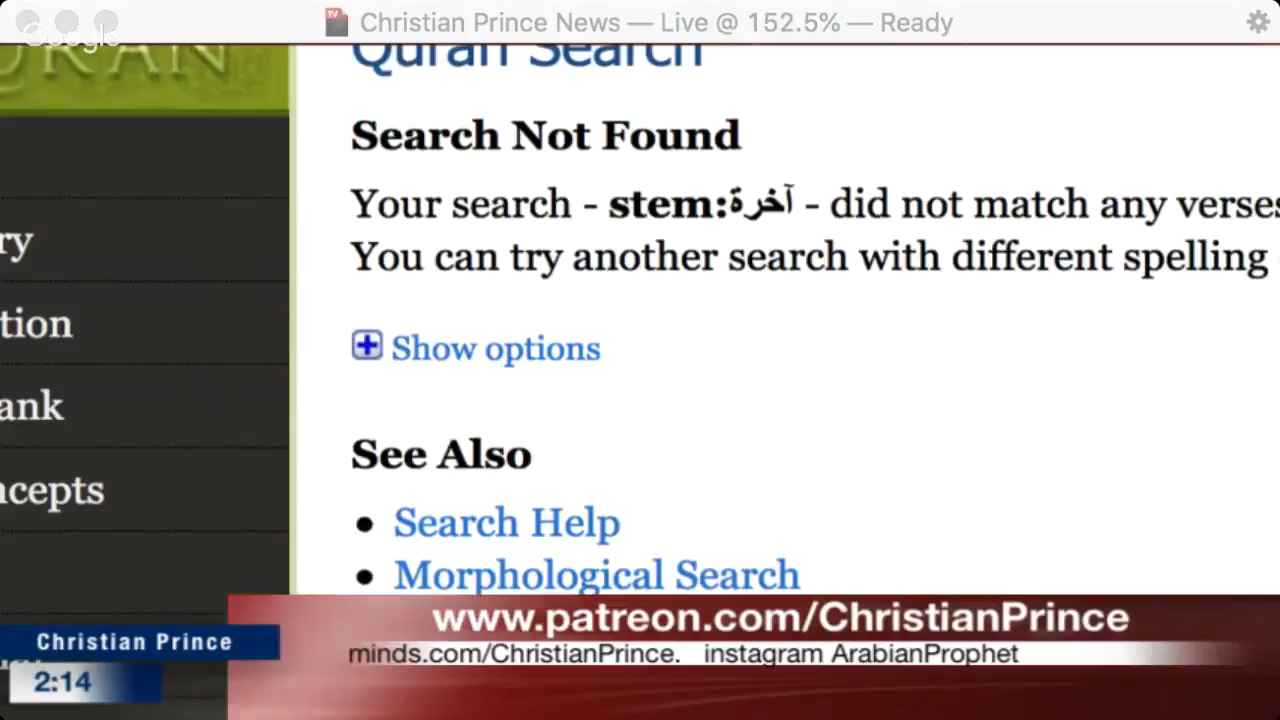 Christian Prince News — Live @ 152.5% — Ready
Google
QURAN
Quran Search
Search Not Found
Your search - stem:آخرة - did not match any verses
You can try another search with different spelling
ry
tion
ank
ncepts
Show options
See Also
Search Help
Morphological Search
www.patreon.com/ChristianPrince
Christian Prince
minds.com/ChristianPrince. instagram ArabianProphet
2:14